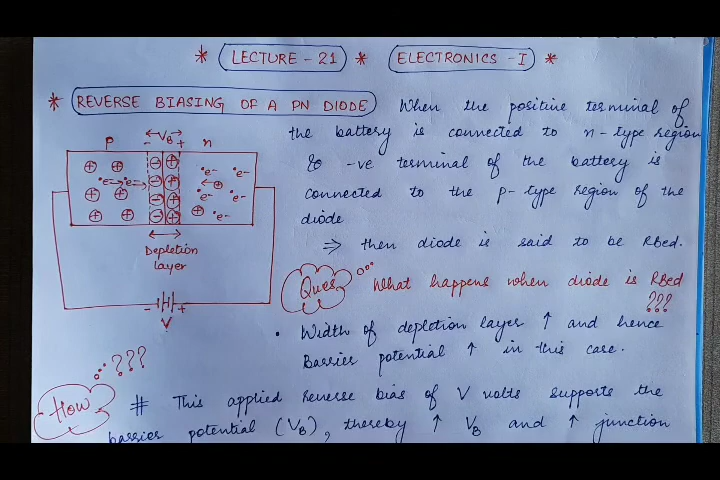 * LECTURE - 21 * ELECTRONICS - I *
* REVERSE BIASING OF A PN DIODE When the positive terminal of
the battery is connected to n-type region
& -ve terminal of the battery is
connected to the p-type region of the
diode
⇒ then diode is said to be RBed.
P - VB + n
e- e- e- e- e- e- e-
Depletion
layer
- +
V
Ques What happens when diode is RBed
???
• Width of depletion layer ↑ and hence
Barrier potential ↑ in this case.
???
How # This applied reverse bias of V volts supports the
barrier potential (VB), thereby ↑ VB and ↑ junction